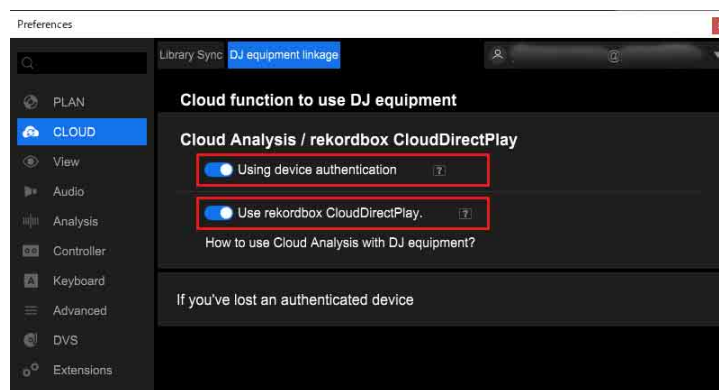 Preferences
Library Sync DJ equipment linkage
@
PLAN
CLOUD
View
Audio
Analysis
Controller
Keyboard
Advanced
DVS
Extensions
Cloud function to use DJ equipment
Cloud Analysis / rekordbox CloudDirectPlay
Using device authentication ?
Use rekordbox CloudDirectPlay. ?
How to use Cloud Analysis with DJ equipment?
If you've lost an authenticated device